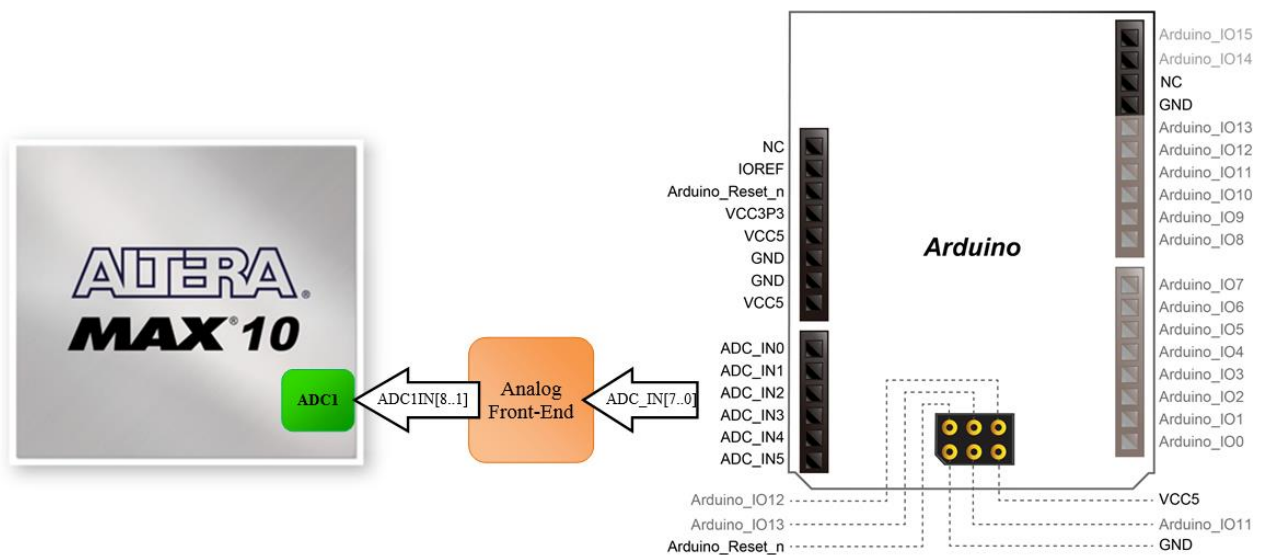 ALTERA®
MAX® 10
ADC1
ADC1IN[8..1]
Analog
Front-End
ADC_IN[7..0]
NC
IOREF
Arduino_Reset_n
VCC3P3
VCC5
GND
GND
VCC5
ADC_IN0
ADC_IN1
ADC_IN2
ADC_IN3
ADC_IN4
ADC_IN5
Arduino_IO12
Arduino_IO13
Arduino_Reset_n
Arduino
Arduino_IO15
Arduino_IO14
NC
GND
Arduino_IO13
Arduino_IO12
Arduino_IO11
Arduino_IO10
Arduino_IO9
Arduino_IO8
Arduino_IO7
Arduino_IO6
Arduino_IO5
Arduino_IO4
Arduino_IO3
Arduino_IO2
Arduino_IO1
Arduino_IO0
VCC5
Arduino_IO11
GND